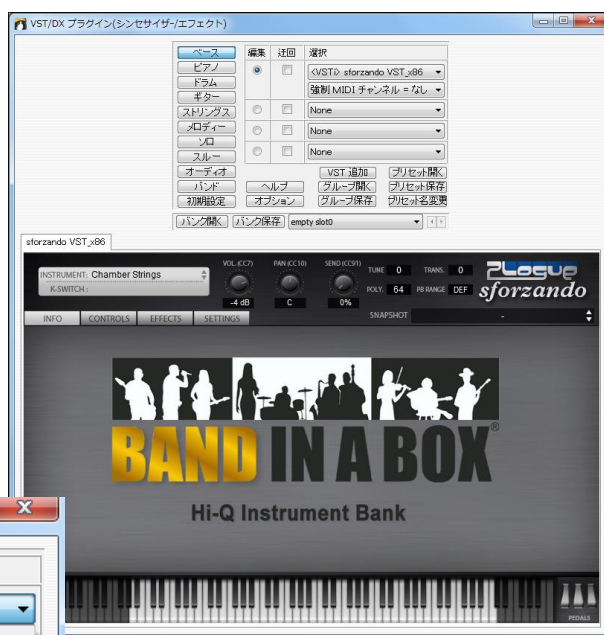 VST/DX プラグイン(シンセサイザ-/エフェクト)
ベース 編集 迂回 選択
ピアノ <VSTi> sforzando VST_x86
ドラム 強制 MIDI チャンネル = なし
ギター
ストリングス None
メロディー None
ソロ None
スルー
オーディオ VST 追加 プリセット開く
バンド ヘルプ グループ開く プリセット保存
初期設定 オプション グループ保存 プリセット名変更
バンク開く バンク保存 empty slot0
sforzando VST_x86
INSTRUMENT: Chamber Strings
K-SWITCH :
VOL. (CC7) PAN (CC10) SEND (CC91) TUNE 0 TRANS. 0 PLOGUE
-4 dB C 0% POLY. 64 PB RANGE DEF sforzando
INFO CONTROLS EFFECTS SETTINGS SNAPSHOT -
BAND IN A BOX®
Hi-Q Instrument Bank
PEDALS